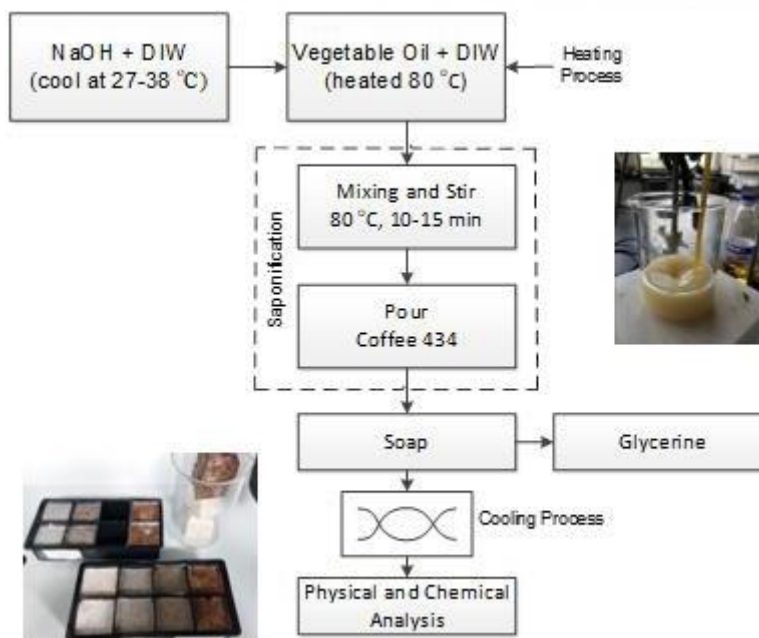 NaOH + DIW
(cool at 27-38 °C)
Vegetable Oil + DIW
(heated 80 °C)
Heating
Process
Mixing and Stir
80 °C, 10-15 min
Saponification
Pour
Coffee 434
Soap
Glycerine
Cooling Process
Physical and Chemical
Analysis